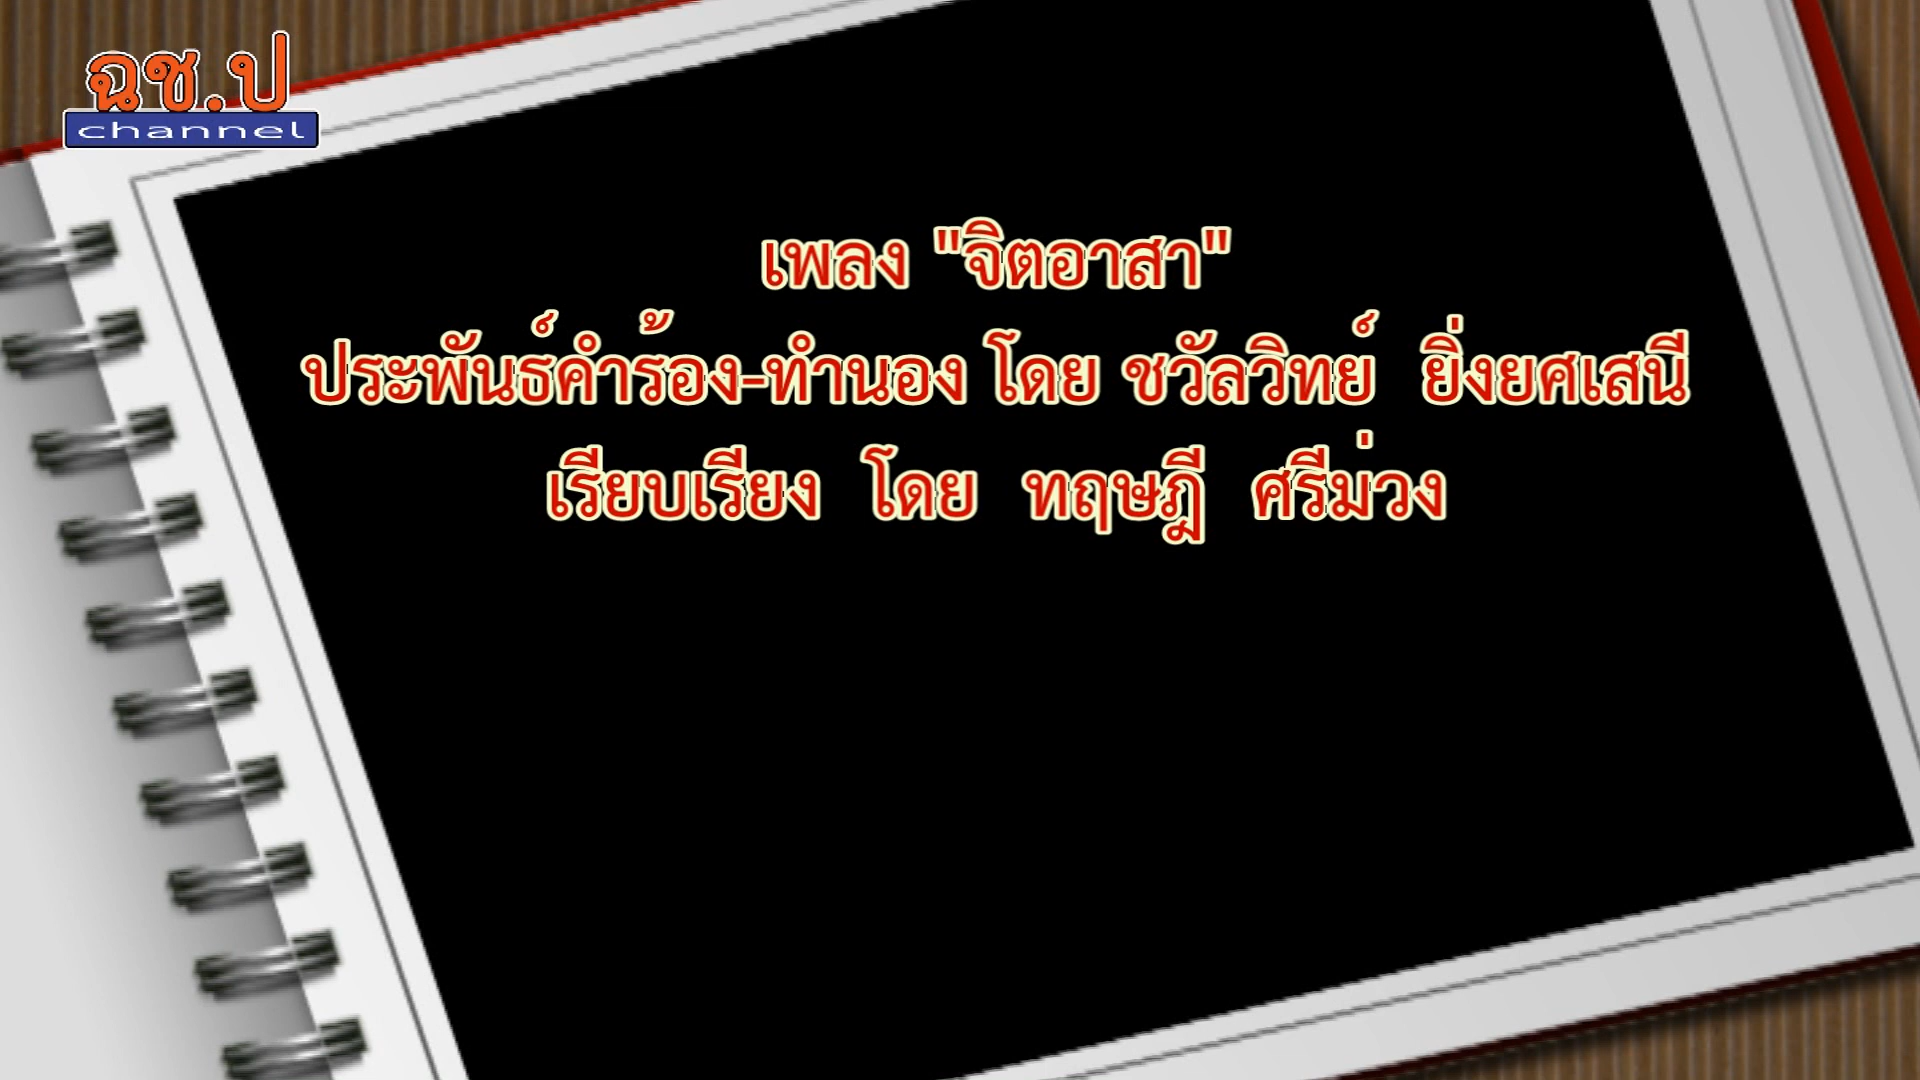 ฉช.ป
channel
เพลง "จิตอาสา"
ประพันธ์คำร้อง-ทำนอง โดย ชวัลวิทย์ ยิ่งยศเสนี
เรียบเรียง โดย ทฤษฎี ศรีม่วง